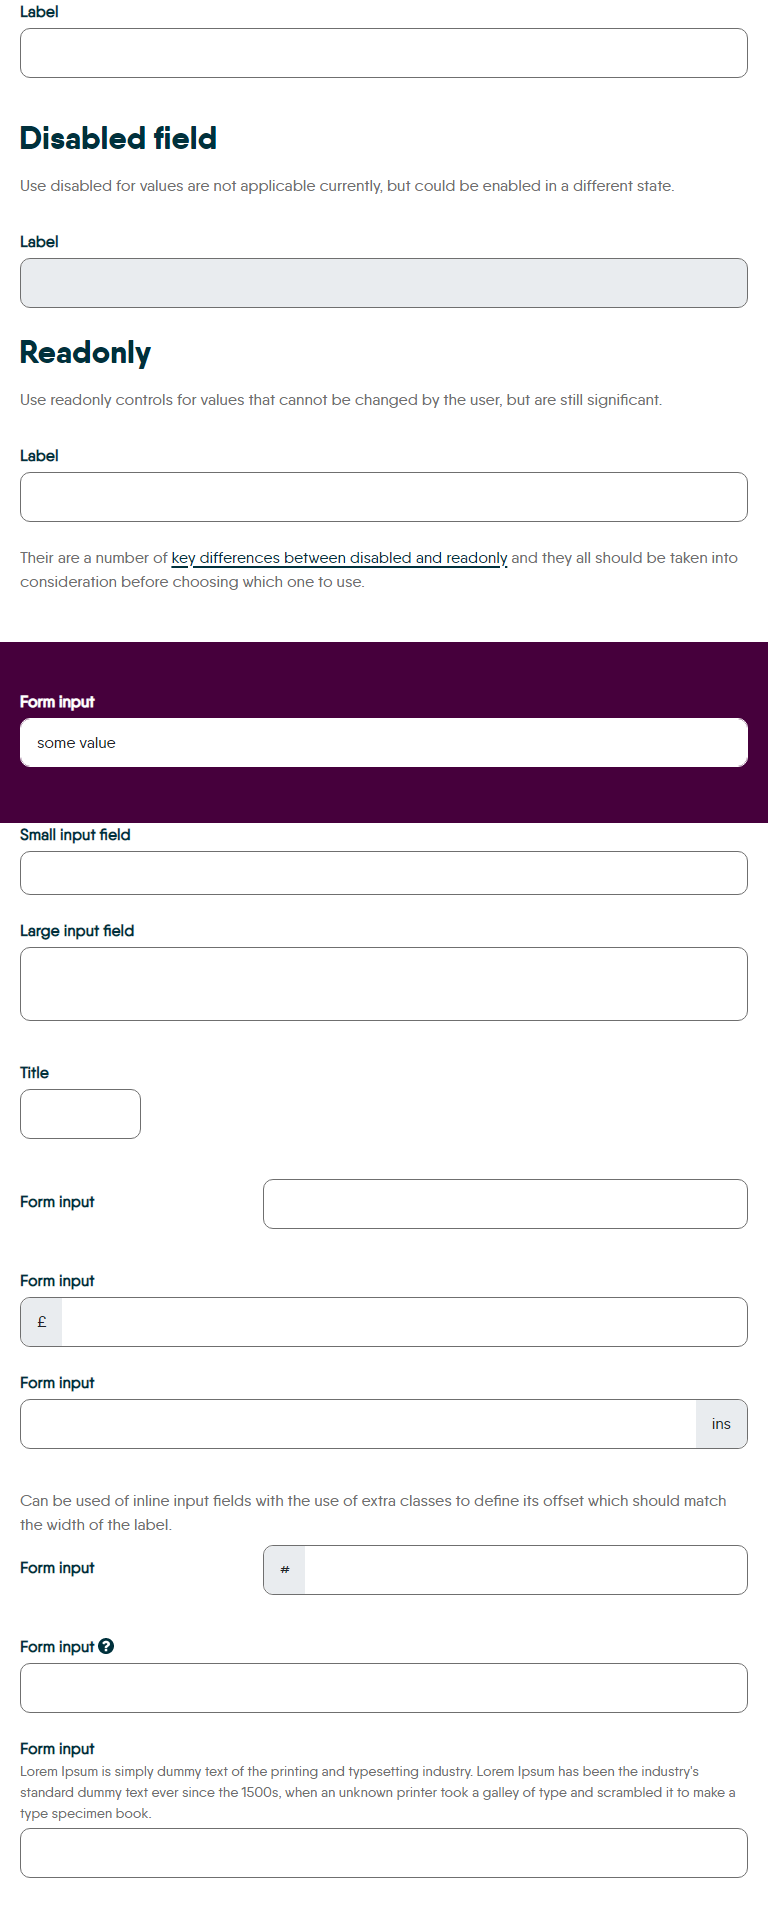 Label
Disabled field
Use disabled for values are not applicable currently, but could be enabled in a different state.
Label
Readonly
Use readonly controls for values that cannot be changed by the user, but are still significant.
Label
Their are a number of key differences between disabled and readonly and they all should be taken into
consideration before choosing which one to use.
Form input
some value
Small input field
Large input field
Title
Form input
Form input
£
Form input
ins
Can be used of inline input fields with the use of extra classes to define its offset which should match
the width of the label.
Form input #
Form input ?
Form input
Lorem Ipsum is simply dummy text of the printing and typesetting industry. Lorem Ipsum has been the industry's
standard dummy text ever since the 1500s, when an unknown printer took a galley of type and scrambled it to make a
type specimen book.